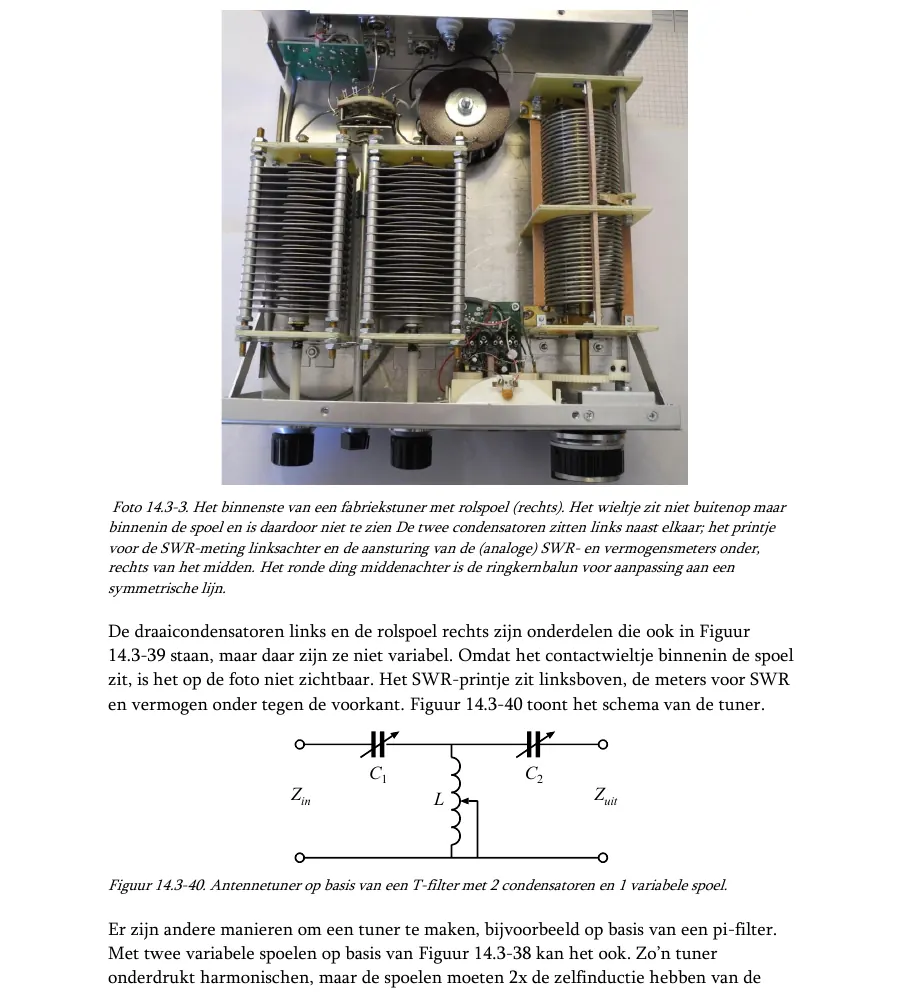 Foto 14.3-3. Het binnenste van een fabriekstuner met rolspoel (rechts). Het wieltje zit niet buitenop maar
binnenin de spoel en is daardoor niet te zien De twee condensatoren zitten links naast elkaar; het printje
voor de SWR-meting linksachter en de aansturing van de (analoge) SWR- en vermogensmeters onder,
rechts van het midden. Het ronde ding middenachter is de ringkernbalun voor aanpassing aan een
symmetrische lijn.
De draaicondensatoren links en de rolspoel rechts zijn onderdelen die ook in Figuur
14.3-39 staan, maar daar zijn ze niet variabel. Omdat het contactwieltje binnenin de spoel
zit, is het op de foto niet zichtbaar. Het SWR-printje zit linksboven, de meters voor SWR
en vermogen onder tegen de voorkant. Figuur 14.3-40 toont het schema van de tuner.
C1 C2
Zin L Zuit
Figuur 14.3-40. Antennetuner op basis van een T-filter met 2 condensatoren en 1 variabele spoel.
Er zijn andere manieren om een tuner te maken, bijvoorbeeld op basis van een pi-filter.
Met twee variabele spoelen op basis van Figuur 14.3-38 kan het ook. Zo’n tuner
onderdrukt harmonischen, maar de spoelen moeten 2x de zelfinductie hebben van de